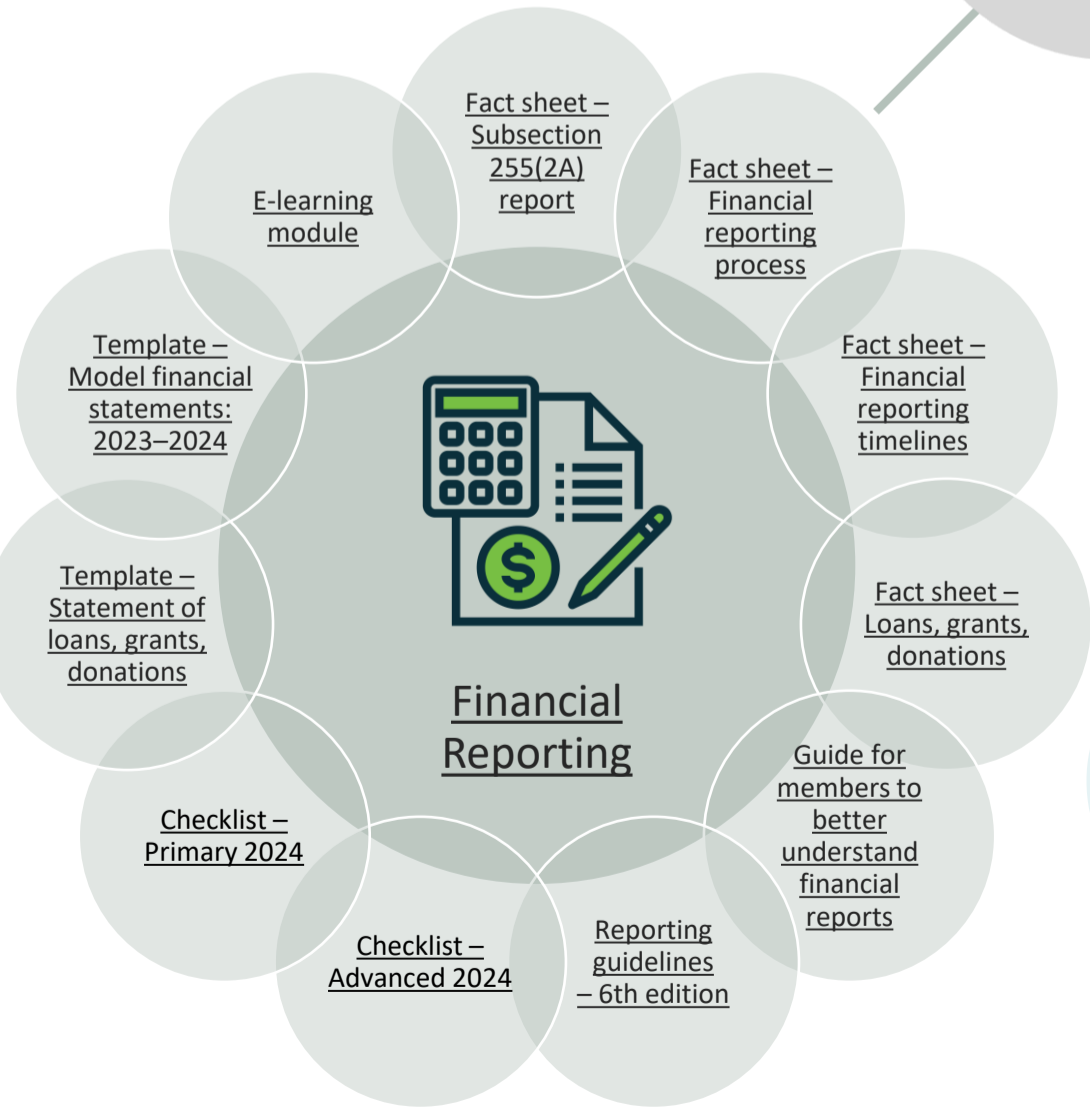 Fact sheet –
Subsection
255(2A)
report
Fact sheet –
Financial
reporting
process
Fact sheet –
Financial
reporting
timelines
Fact sheet –
Loans, grants,
donations
Guide for
members to
better
understand
financial
reports
Reporting
guidelines
– 6th edition
Checklist –
Advanced 2024
Checklist –
Primary 2024
Template –
Statement of
loans, grants,
donations
Template –
Model financial
statements:
2023–2024
E-learning
module
$
Financial
Reporting